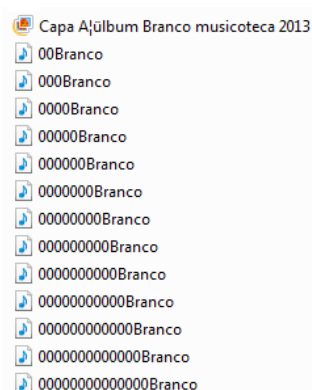 Capa A¦ülbum Branco musicoteca 2013
00Branco
000Branco
0000Branco
00000Branco
000000Branco
0000000Branco
00000000Branco
000000000Branco
0000000000Branco
00000000000Branco
000000000000Branco
0000000000000Branco
00000000000000Branco